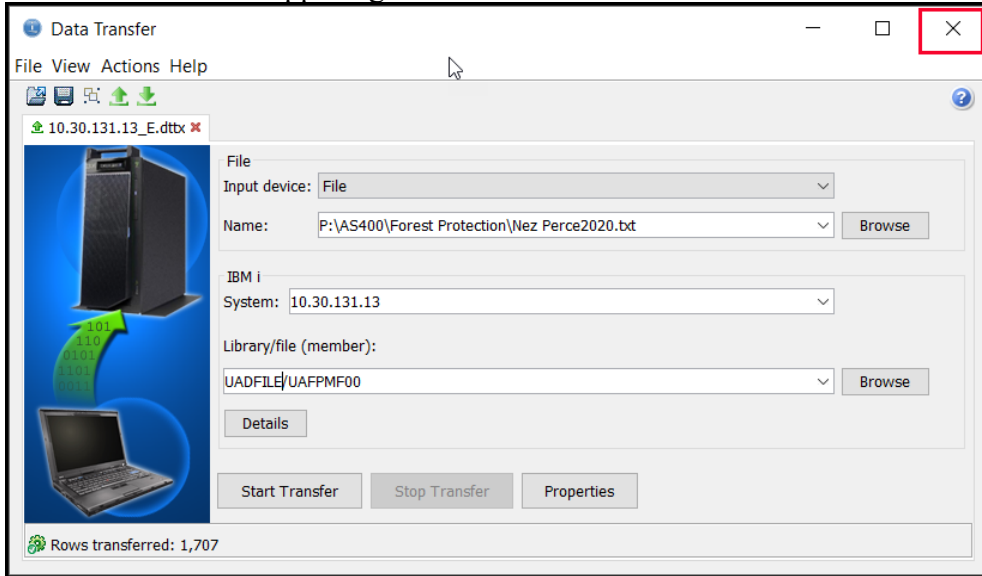 Data Transfer
File View Actions Help
10.30.131.13_E.dttx
File
Input device: File
Name: P:\AS400\Forest Protection\Nez Perce2020.txt Browse
IBM i
System: 10.30.131.13
101
110
0101
1101
0011
Library/file (member):
UADFILE/UAFPMF00 Browse
Details
Start Transfer Stop Transfer Properties
Rows transferred: 1,707